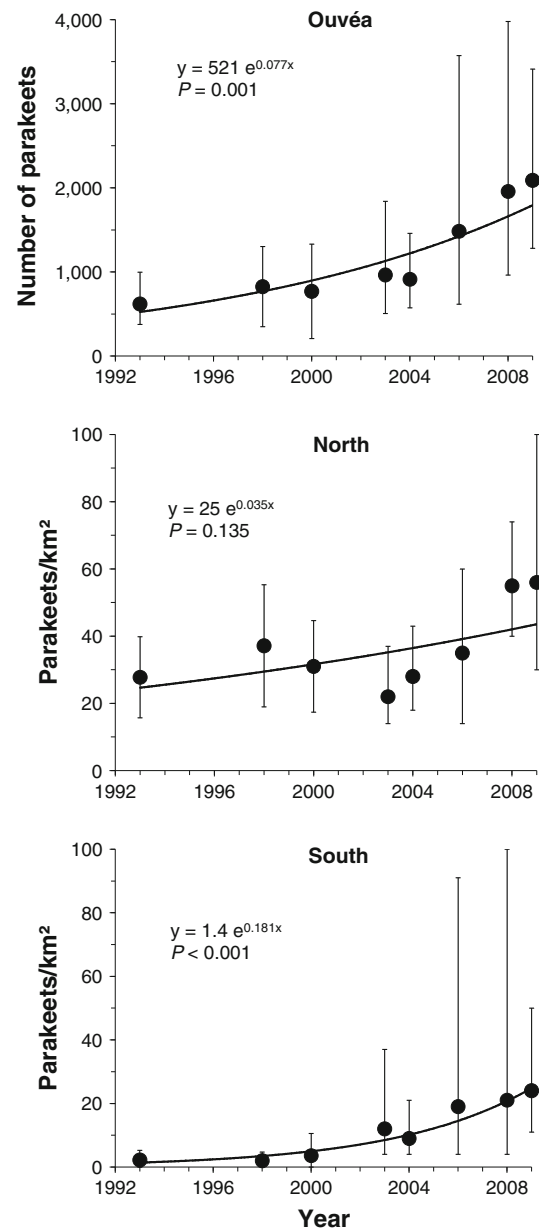 Ouvéa
y = 521 e^0.077x
P = 0.001
Number of parakeets
4,000
3,000
2,000
1,000
0
1992 1996 2000 2004 2008
North
y = 25 e^0.035x
P = 0.135
Parakeets/km²
100
80
60
40
20
0
1992 1996 2000 2004 2008
South
y = 1.4 e^0.181x
P < 0.001
Parakeets/km²
100
80
60
40
20
0
1992 1996 2000 2004 2008
Year